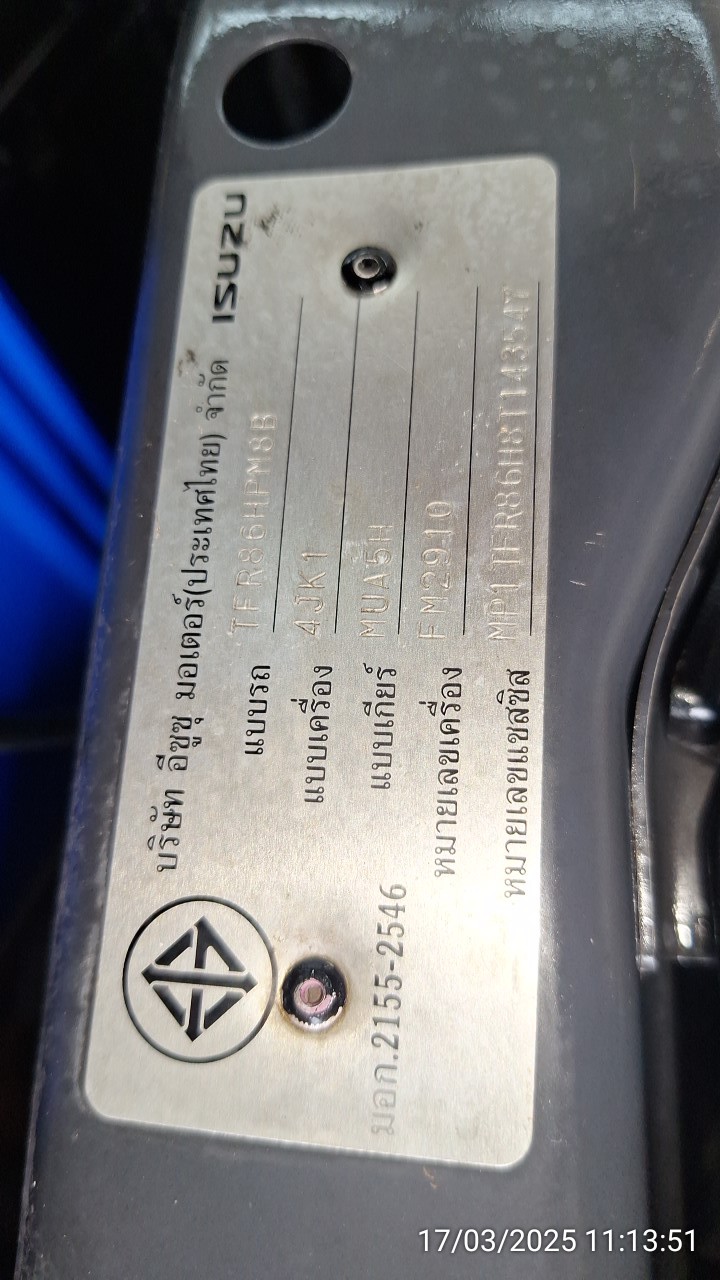 บริษัท อีซูซุ มอเตอร์(ประเทศไทย) จำกัด ISUZU
แบบรถ TFR86HPM8B
แบบเครื่อง 4JK1
แบบเกียร์ MUA5H
หมายเลขเครื่อง FM2910
หมายเลขแชสซิส MP1TFR86H8T143547
มอก.2155-2546
17/03/2025 11:13:51